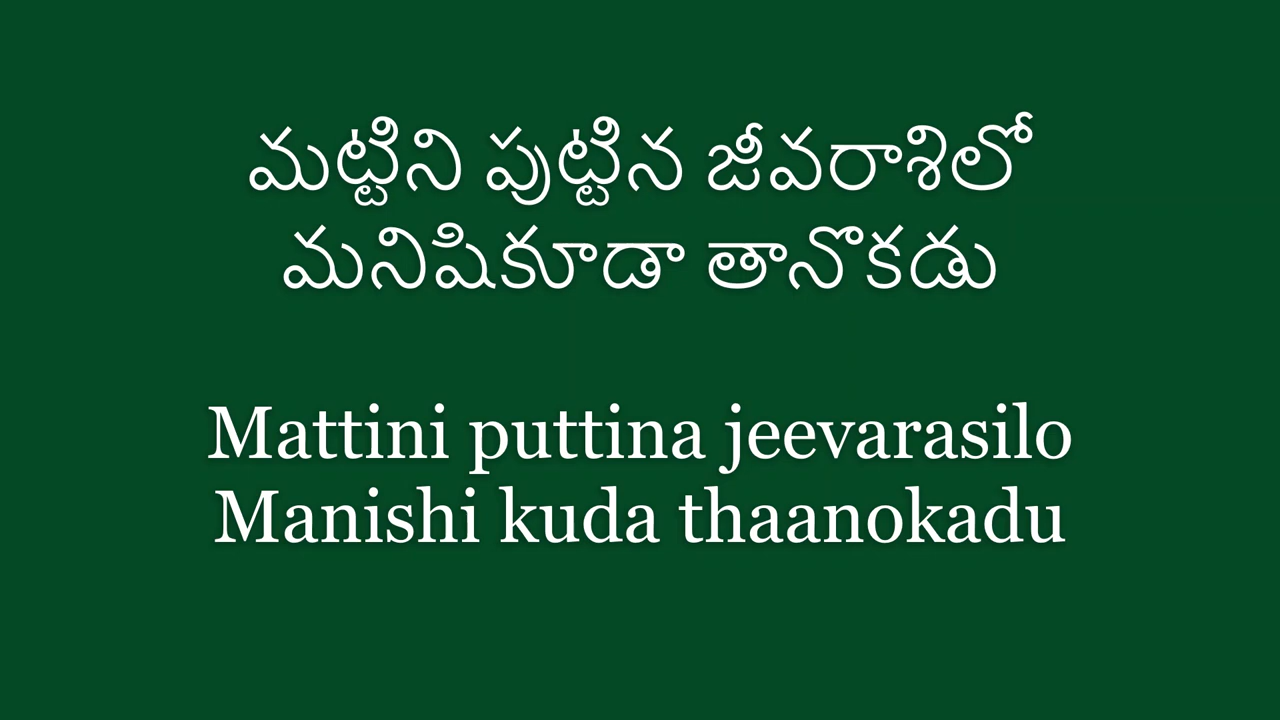 మట్టిని పుట్టిన జీవరాశిలో
మనిషికూడా తానొకడు
Mattini puttina jeevarasilo
Manishi kuda thaanokadu